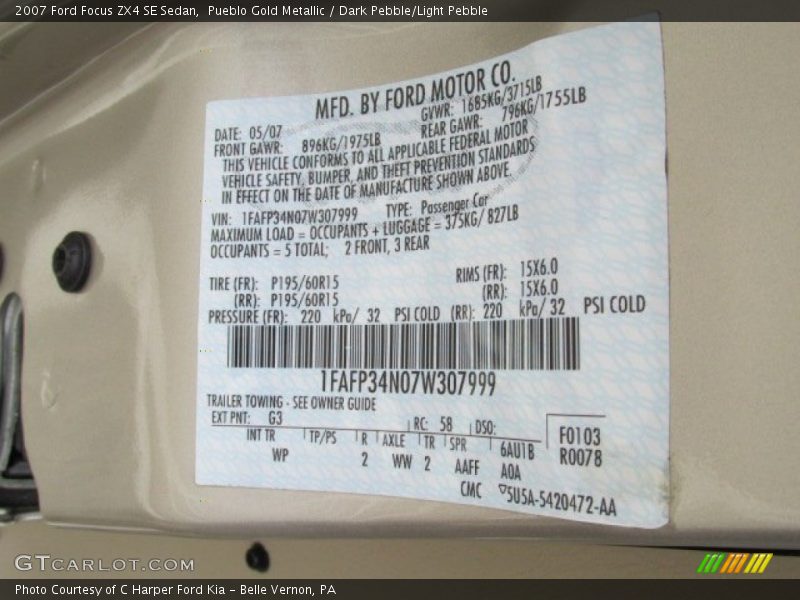 2007 Ford Focus ZX4 SE Sedan,  Pueblo Gold Metallic / Dark Pebble/Light Pebble
MFD. BY FORD MOTOR CO.
DATE: 05/07 GVWR: 1685KG/3715LB
FRONT GAWR: 896KG/1975LB REAR GAWR: 796KG/1755LB
THIS VEHICLE CONFORMS TO ALL APPLICABLE FEDERAL MOTOR
VEHICLE SAFETY, BUMPER, AND THEFT PREVENTION STANDARDS
IN EFFECT ON THE DATE OF MANUFACTURE SHOWN ABOVE.
VIN: 1FAFP34N07W307999 TYPE: Passenger Car
MAXIMUM LOAD = OCCUPANTS + LUGGAGE = 375KG/ 827LB
OCCUPANTS = 5 TOTAL; 2 FRONT, 3 REAR
TIRE (FR): P195/60R15 RIMS (FR): 15X6.0
(RR): P195/60R15 (RR): 15X6.0
PRESSURE (FR): 220 kPa/ 32 PSI COLD (RR): 220 kPa/ 32 PSI COLD
1FAFP34N07W307999
TRAILER TOWING - SEE OWNER GUIDE
EXT PNT: G3 RC: 58 DSO: F0103
INT TR TP/PS R AXLE TR SPR 6AU1B R0078
WP 2 WW 2 AAFF A0A
CMC ▽5U5A-5420472-AA
GTCARLOT.COM
Photo Courtesy of C Harper Ford Kia – Belle Vernon, PA